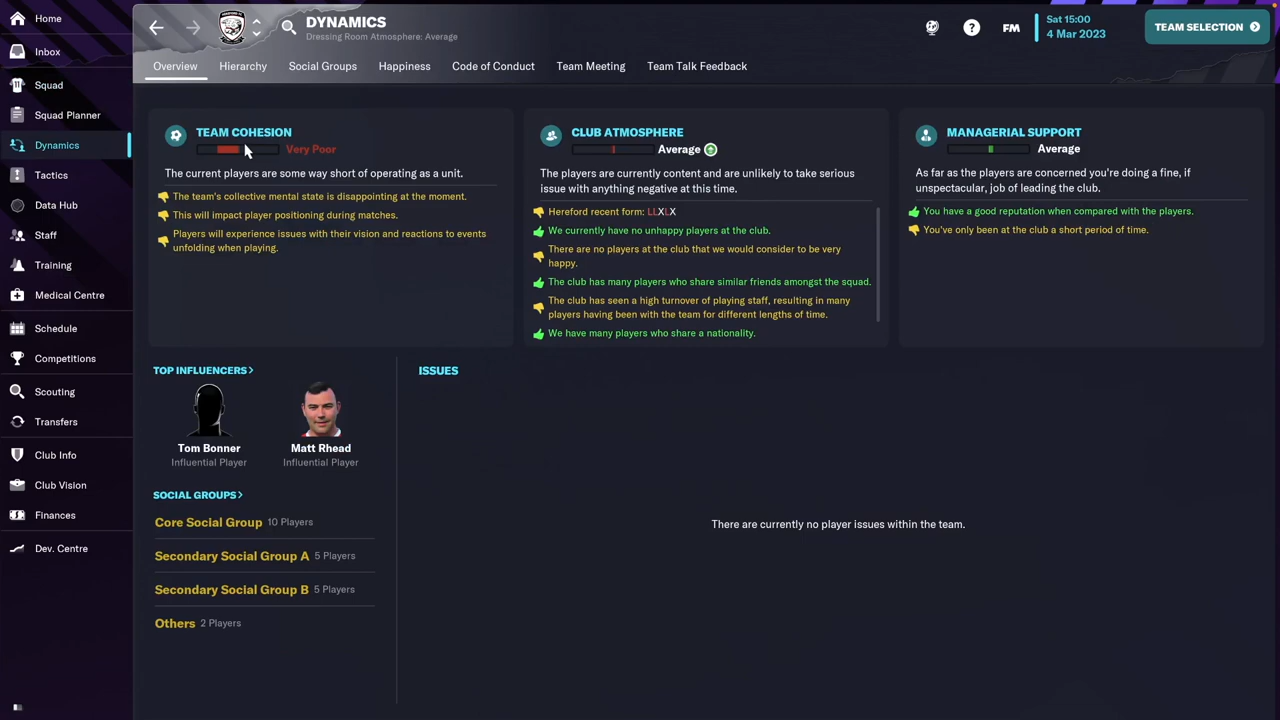 Home
Inbox
Squad
Squad Planner
Dynamics
Tactics
Data Hub
Staff
Training
Medical Centre
Schedule
Competitions
Scouting
Transfers
Club Info
Club Vision
Finances
Dev. Centre
DYNAMICS
Dressing Room Atmosphere: Average
FM
Sat 15:00
4 Mar 2023
TEAM SELECTION
Overview
Hierarchy
Social Groups
Happiness
Code of Conduct
Team Meeting
Team Talk Feedback
TEAM COHESION
Very Poor
The current players are some way short of operating as a unit.
The team's collective mental state is disappointing at the moment.
This will impact player positioning during matches.
Players will experience issues with their vision and reactions to events
unfolding when playing.
CLUB ATMOSPHERE
Average
The players are currently content and are unlikely to take serious
issue with anything negative at this time.
Hereford recent form: LLXLX
We currently have no unhappy players at the club.
There are no players at the club that we would consider to be very
happy.
The club has many players who share similar friends amongst the squad.
The club has seen a high turnover of playing staff, resulting in many
players having been with the team for different lengths of time.
We have many players who share a nationality.
MANAGERIAL SUPPORT
Average
As far as the players are concerned you're doing a fine, if
unspectacular, job of leading the club.
You have a good reputation when compared with the players.
You've only been at the club a short period of time.
TOP INFLUENCERS
Tom Bonner
Influential Player
Matt Rhead
Influential Player
SOCIAL GROUPS
Core Social Group 10 Players
Secondary Social Group A 5 Players
Secondary Social Group B 5 Players
Others 2 Players
ISSUES
There are currently no player issues within the team.